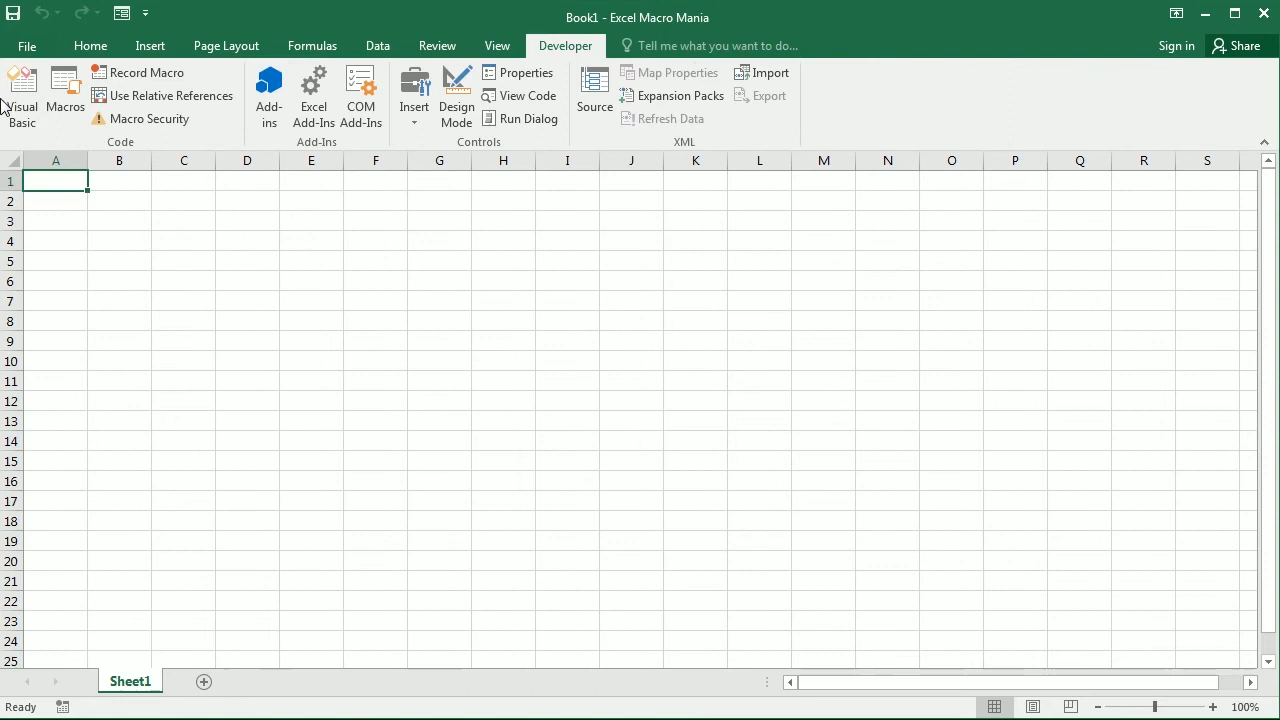 Book1 - Excel Macro Mania
File Home Insert Page Layout Formulas Data Review View Developer Tell me what you want to do... Sign in Share
Visual Basic
Macros
Record Macro
Use Relative References
Macro Security
Code
Add-ins
Excel Add-Ins
COM Add-Ins
Add-Ins
Insert
Design Mode
Properties
View Code
Run Dialog
Controls
Source
Map Properties
Expansion Packs
Refresh Data
Import
Export
XML
A B C D E F G H I J K L M N O P Q R S
1
2
3
4
5
6
7
8
9
10
11
12
13
14
15
16
17
18
19
20
21
22
23
24
25
Sheet1
Ready
100%